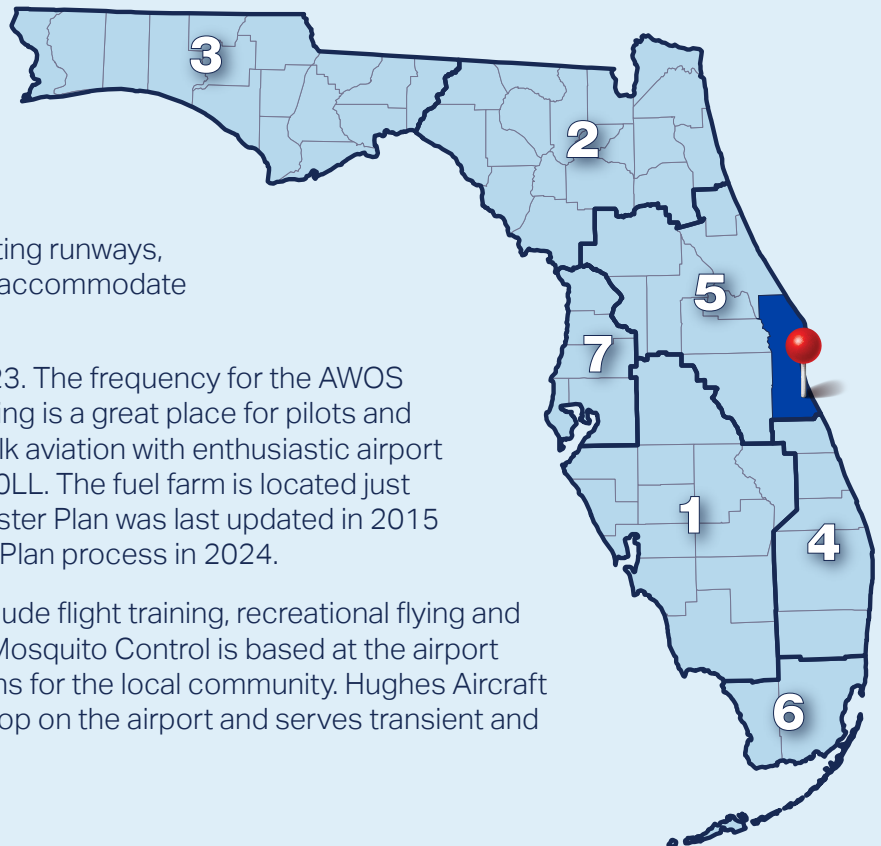 3
2
ting runways,
accommodate
5
7
23. The frequency for the AWOS
ing is a great place for pilots and
lk aviation with enthusiastic airport
0LL. The fuel farm is located just
ster Plan was last updated in 2015
Plan process in 2024.
1
4
ude flight training, recreational flying and
Mosquito Control is based at the airport
ns for the local community. Hughes Aircraft
op on the airport and serves transient and
6